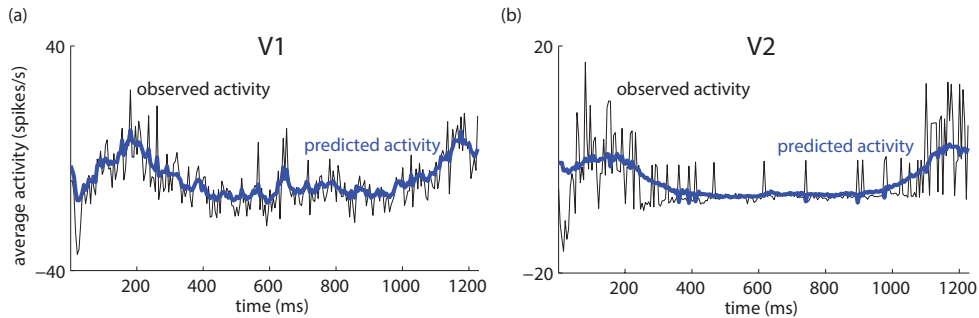 (a)
V1
40
observed activity
predicted activity
average activity (spikes/s)
−40
200 400 600 800 1000 1200
time (ms)
(b)
V2
20
observed activity
predicted activity
−20
200 400 600 800 1000 1200
time (ms)